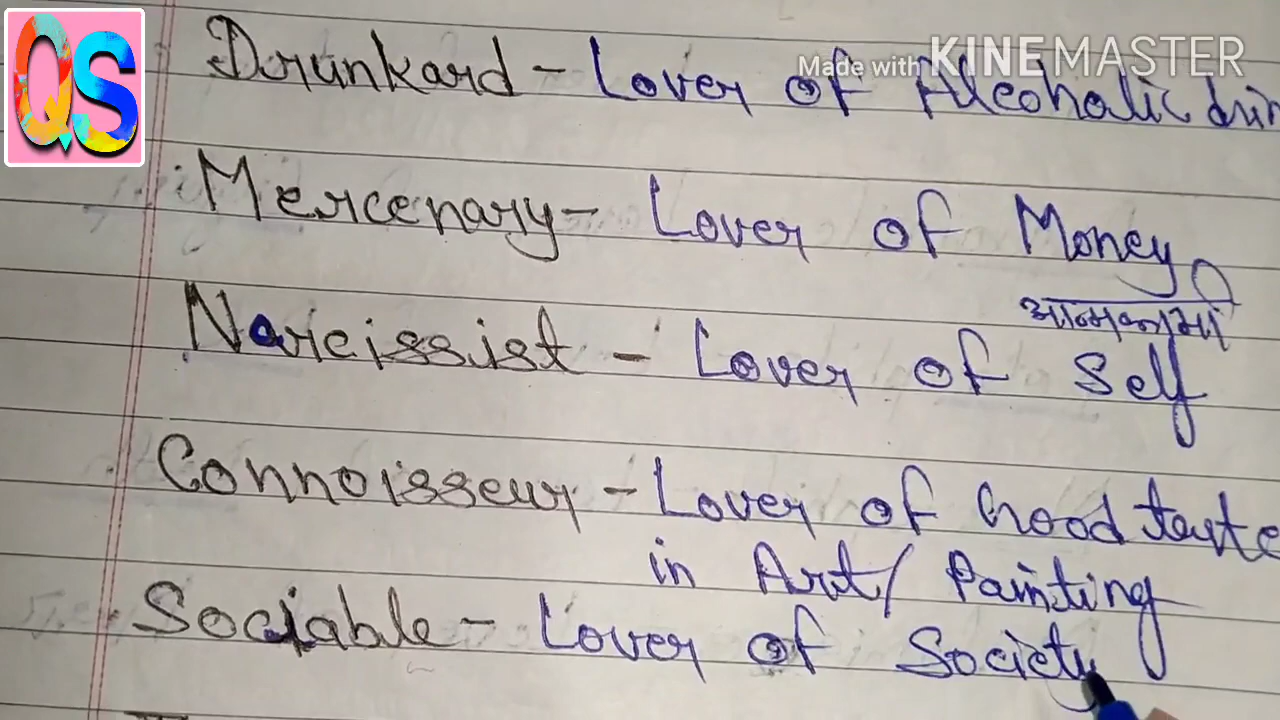 QS
Made with KINEMASTER
Drunkard - Lover of Alcoholic drin
Mercenary - Lover of Money
Narcissist - Lover of Self
Connoisseur - Lover of Good taste
in Art/ Painting
Sociable - Lover of Society